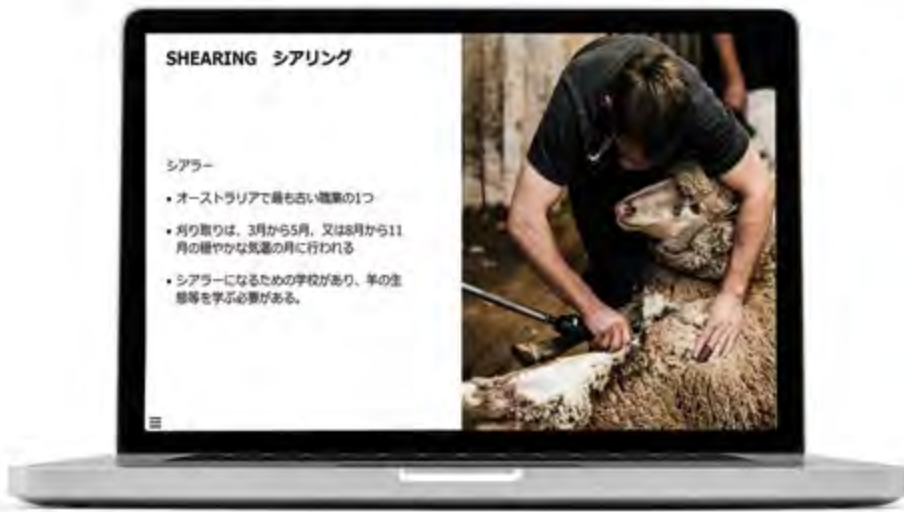 SHEARING シアリング
シアラー
• オーストラリアで最も古い職業の1つ
• 刈り取りは、3月から5月、又は8月から11
月の穏やかな気温の月に行われる
• シアラーになるための学校があり、羊の生
態等を学ぶ必要がある。